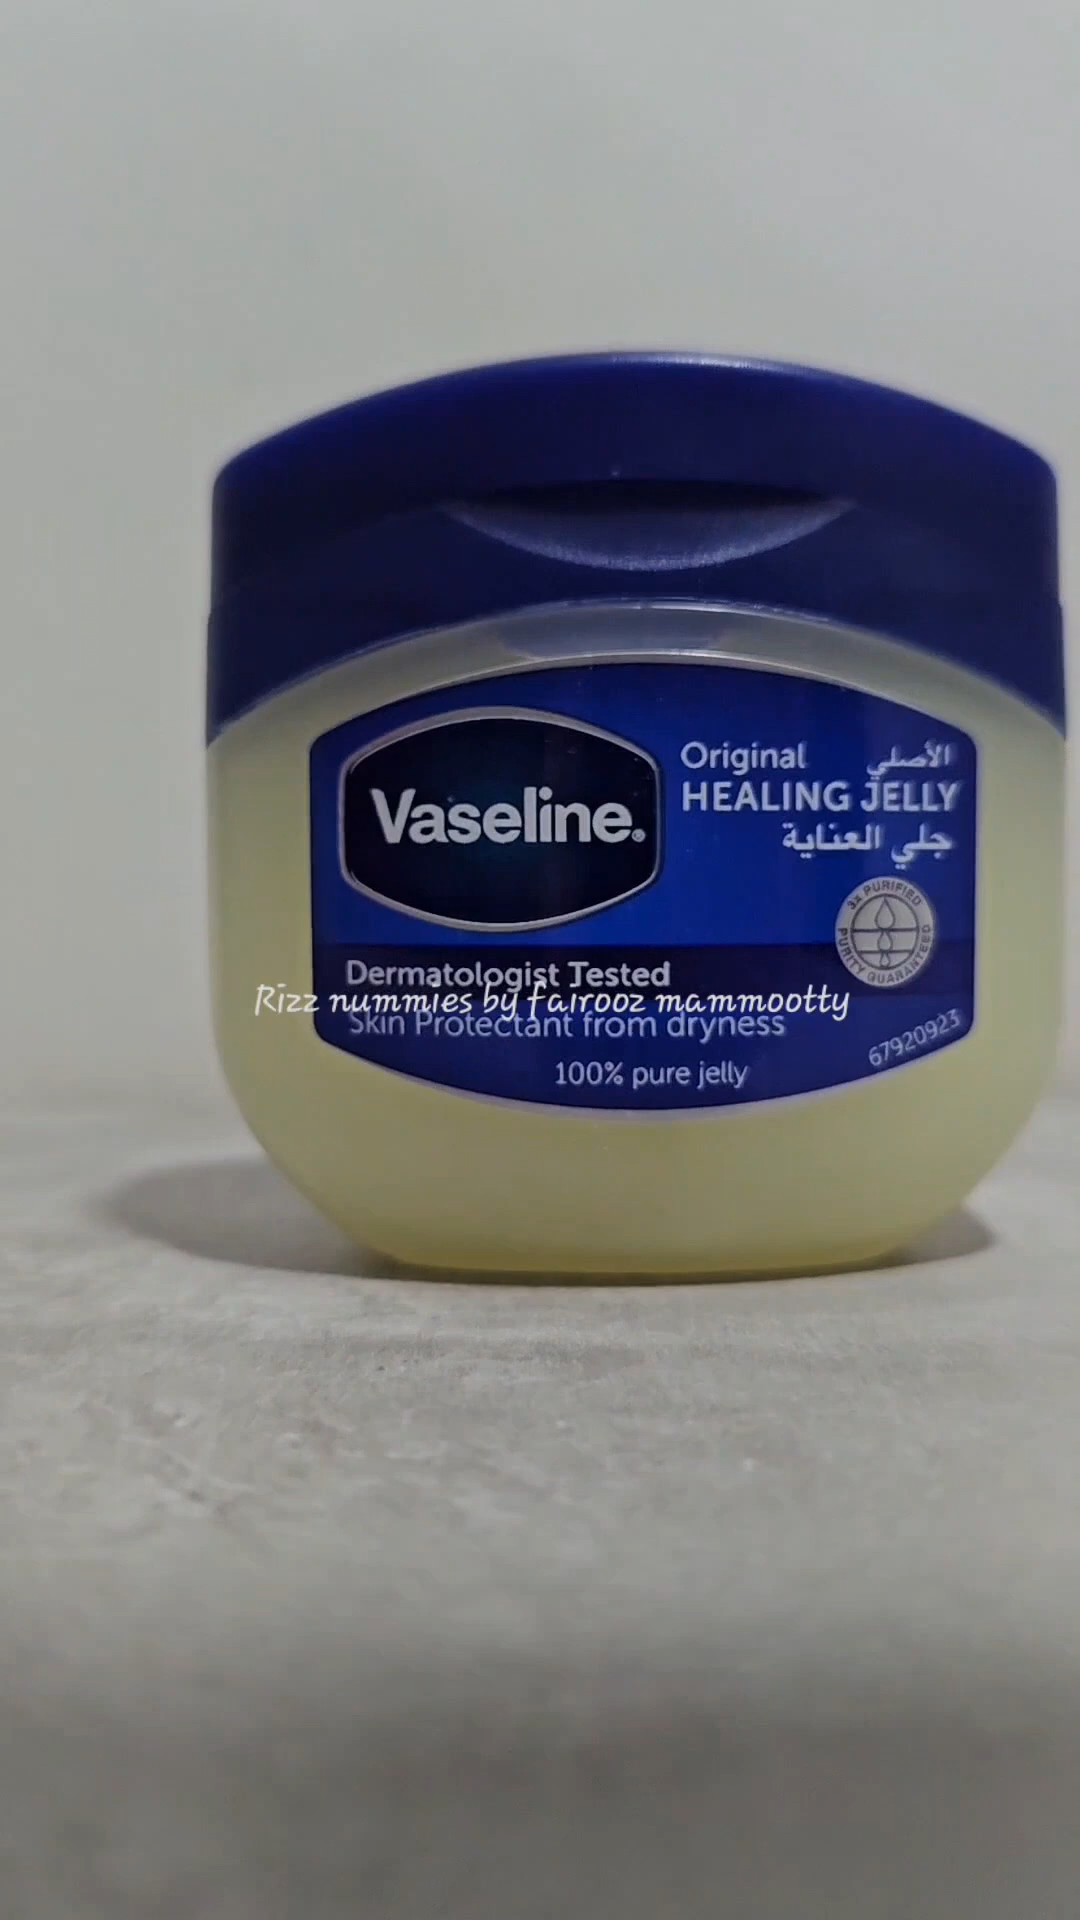 Vaseline®
Original الأصلي
HEALING JELLY
جلي العناية
3x PURIFIED
PURITY GUARANTEED
Dermatologist Tested
Rizz nummies by fairooz mammootty
Skin Protectant from dryness
100% pure jelly
67920923